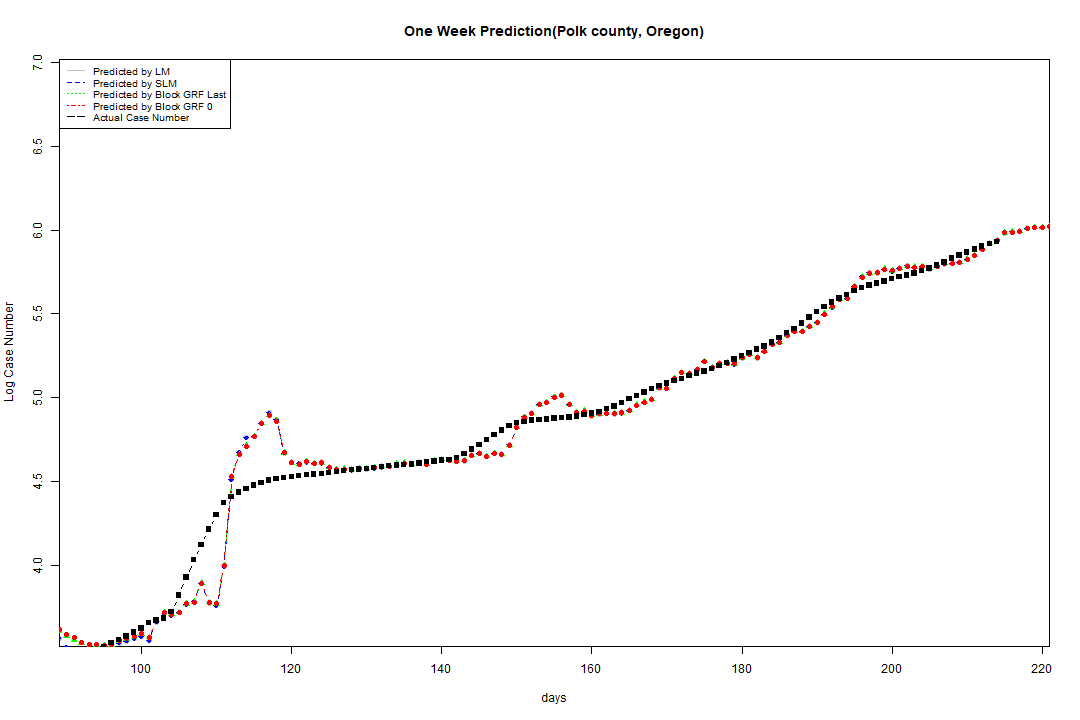 One Week Prediction(Polk county, Oregon)
Predicted by LM
Predicted by SLM
Predicted by Block GRF Last
Predicted by Block GRF 0
Actual Case Number
Log Case Number
7.0
6.5
6.0
5.5
5.0
4.5
4.0
100 120 140 160 180 200 220
days